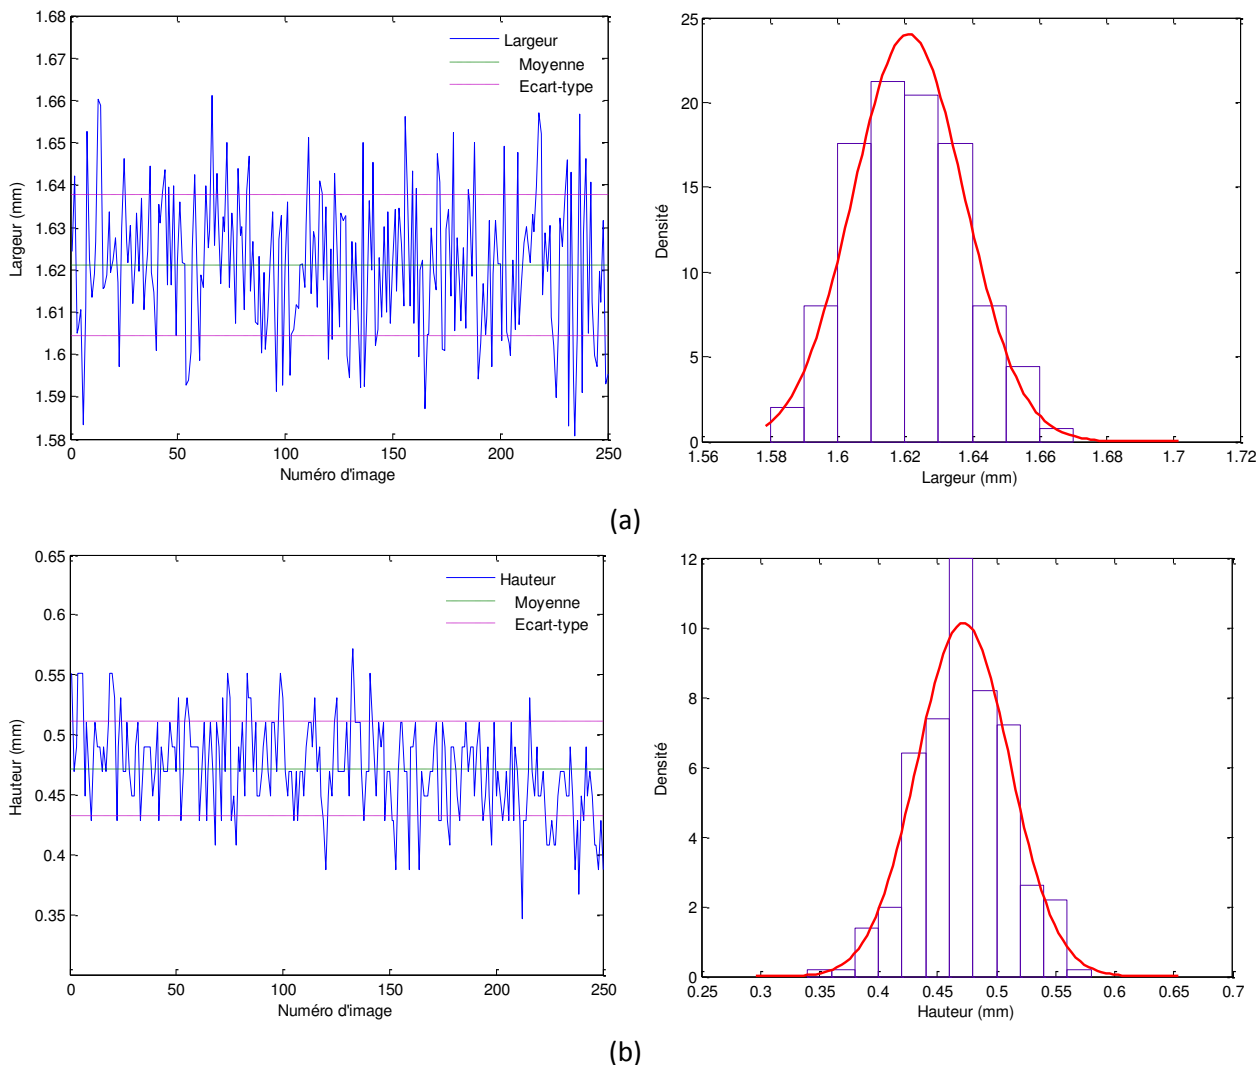 1.68
1.67
1.66
1.65
1.64
1.63
1.62
1.61
1.6
1.59
1.58
Largeur (mm)
Largeur
Moyenne
Ecart-type
0 50 100 150 200 250
Numéro d'image
25
20
15
10
5
0
Densité
1.56 1.58 1.6 1.62 1.64 1.66 1.68 1.7 1.72
Largeur (mm)
(a)
0.65
0.6
0.55
0.5
0.45
0.4
0.35
Hauteur (mm)
Hauteur
Moyenne
Ecart-type
0 50 100 150 200 250
Numéro d'image
12
10
8
6
4
2
0
Densité
0.25 0.3 0.35 0.4 0.45 0.5 0.55 0.6 0.65 0.7
Hauteur (mm)
(b)